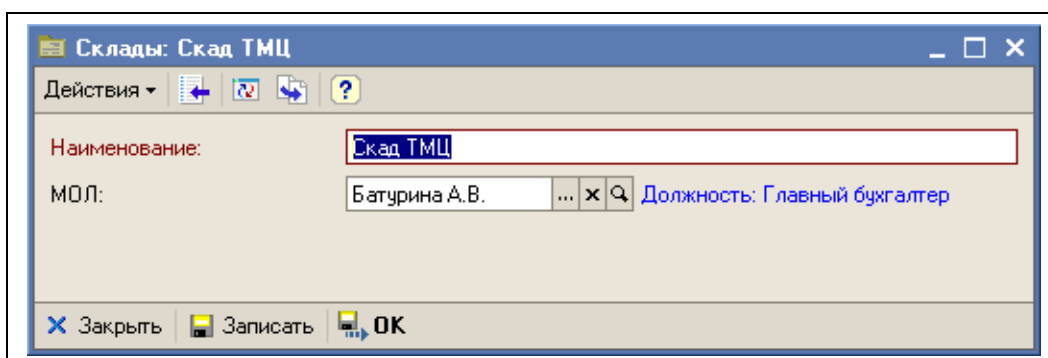 Склады: Скад ТМЦ
Действия
Наименование: Скад ТМЦ
МОЛ: Батурина А.В. ... Должность: Главный бухгалтер
Закрыть Записать OK